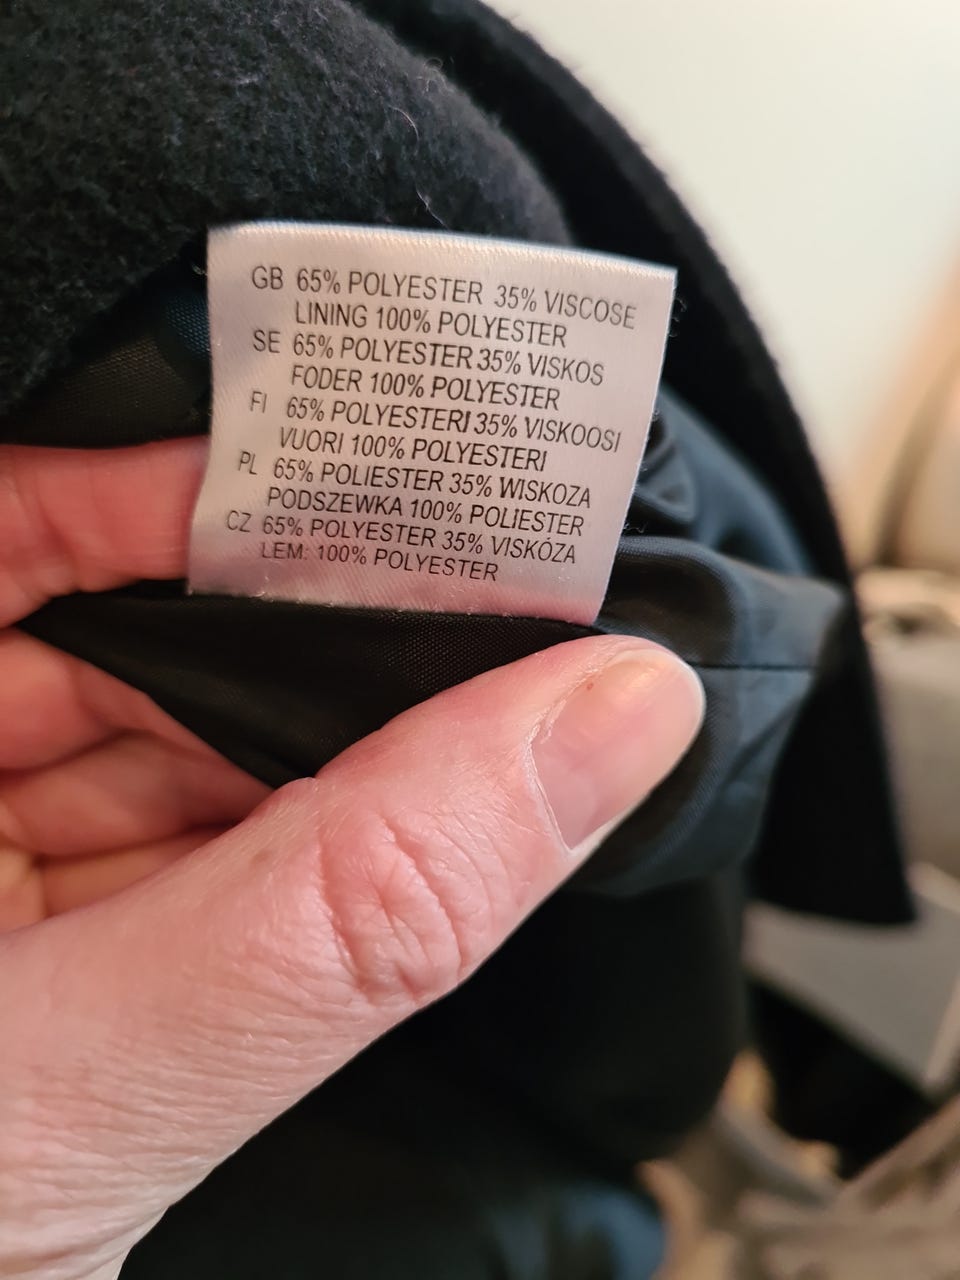 GB 65% POLYESTER 35% VISCOSE
LINING 100% POLYESTER
SE 65% POLYESTER 35% VISKOS
FODER 100% POLYESTER
FI 65% POLYESTERI 35% VISKOOSI
VUORI 100% POLYESTERI
PL 65% POLIESTER 35% WISKOZA
PODSZEWKA 100% POLIESTER
CZ 65% POLYESTER 35% VISKÓZA
LEM: 100% POLYESTER